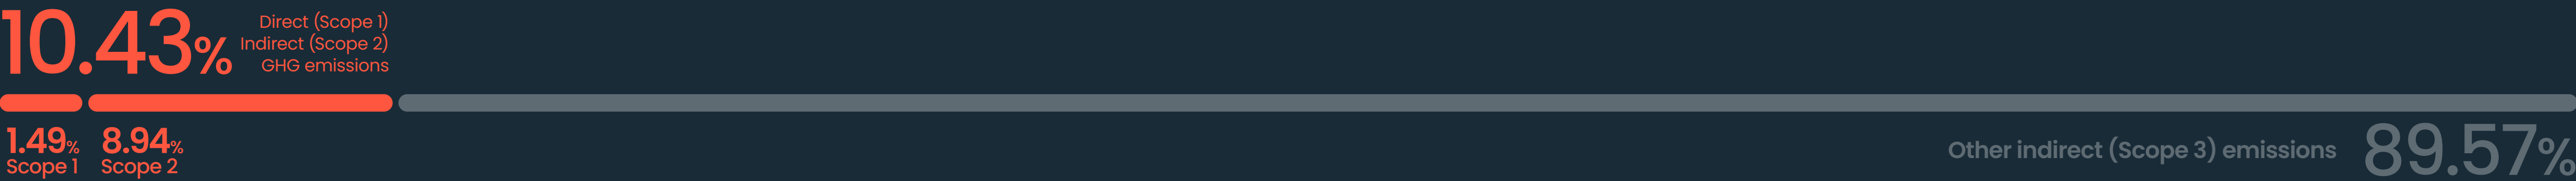 10.43%
Direct (Scope 1)
Indirect (Scope 2)
GHG emissions
1.49%
Scope 1
8.94%
Scope 2
Other indirect (Scope 3) emissions
89.57%